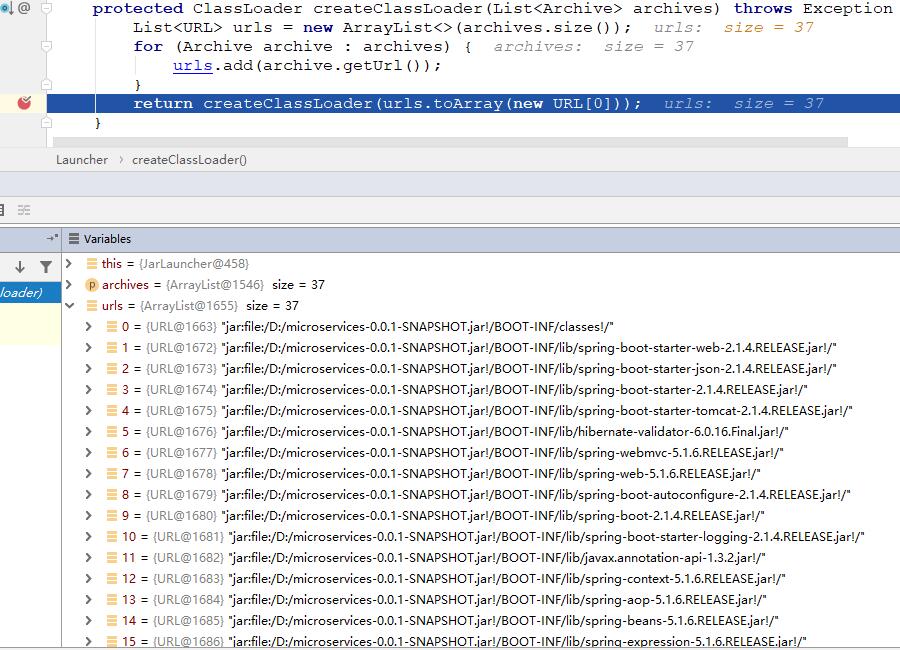 protected ClassLoader createClassLoader(List<Archive> archives) throws Exception
List<URL> urls = new ArrayList<>(archives.size()); urls: size = 37
for (Archive archive : archives) { archives: size = 37
urls.add(archive.getUrl());
}
return createClassLoader(urls.toArray(new URL[0])); urls: size = 37
}
Launcher › createClassLoader()
Variables
loader)
this = {JarLauncher@458}
p archives = {ArrayList@1546} size = 37
urls = {ArrayList@1655} size = 37
0 = {URL@1663} "jar:file:/D:/microservices-0.0.1-SNAPSHOT.jar!/BOOT-INF/classes!/"
1 = {URL@1672} "jar:file:/D:/microservices-0.0.1-SNAPSHOT.jar!/BOOT-INF/lib/spring-boot-starter-web-2.1.4.RELEASE.jar!/"
2 = {URL@1673} "jar:file:/D:/microservices-0.0.1-SNAPSHOT.jar!/BOOT-INF/lib/spring-boot-starter-json-2.1.4.RELEASE.jar!/"
3 = {URL@1674} "jar:file:/D:/microservices-0.0.1-SNAPSHOT.jar!/BOOT-INF/lib/spring-boot-starter-2.1.4.RELEASE.jar!/"
4 = {URL@1675} "jar:file:/D:/microservices-0.0.1-SNAPSHOT.jar!/BOOT-INF/lib/spring-boot-starter-tomcat-2.1.4.RELEASE.jar!/"
5 = {URL@1676} "jar:file:/D:/microservices-0.0.1-SNAPSHOT.jar!/BOOT-INF/lib/hibernate-validator-6.0.16.Final.jar!/"
6 = {URL@1677} "jar:file:/D:/microservices-0.0.1-SNAPSHOT.jar!/BOOT-INF/lib/spring-webmvc-5.1.6.RELEASE.jar!/"
7 = {URL@1678} "jar:file:/D:/microservices-0.0.1-SNAPSHOT.jar!/BOOT-INF/lib/spring-web-5.1.6.RELEASE.jar!/"
8 = {URL@1679} "jar:file:/D:/microservices-0.0.1-SNAPSHOT.jar!/BOOT-INF/lib/spring-boot-autoconfigure-2.1.4.RELEASE.jar!/"
9 = {URL@1680} "jar:file:/D:/microservices-0.0.1-SNAPSHOT.jar!/BOOT-INF/lib/spring-boot-2.1.4.RELEASE.jar!/"
10 = {URL@1681} "jar:file:/D:/microservices-0.0.1-SNAPSHOT.jar!/BOOT-INF/lib/spring-boot-starter-logging-2.1.4.RELEASE.jar!/"
11 = {URL@1682} "jar:file:/D:/microservices-0.0.1-SNAPSHOT.jar!/BOOT-INF/lib/javax.annotation-api-1.3.2.jar!/"
12 = {URL@1683} "jar:file:/D:/microservices-0.0.1-SNAPSHOT.jar!/BOOT-INF/lib/spring-context-5.1.6.RELEASE.jar!/"
13 = {URL@1684} "jar:file:/D:/microservices-0.0.1-SNAPSHOT.jar!/BOOT-INF/lib/spring-aop-5.1.6.RELEASE.jar!/"
14 = {URL@1685} "jar:file:/D:/microservices-0.0.1-SNAPSHOT.jar!/BOOT-INF/lib/spring-beans-5.1.6.RELEASE.jar!/"
15 = {URL@1686} "jar:file:/D:/microservices-0.0.1-SNAPSHOT.jar!/BOOT-INF/lib/spring-expression-5.1.6.RELEASE.jar!/"